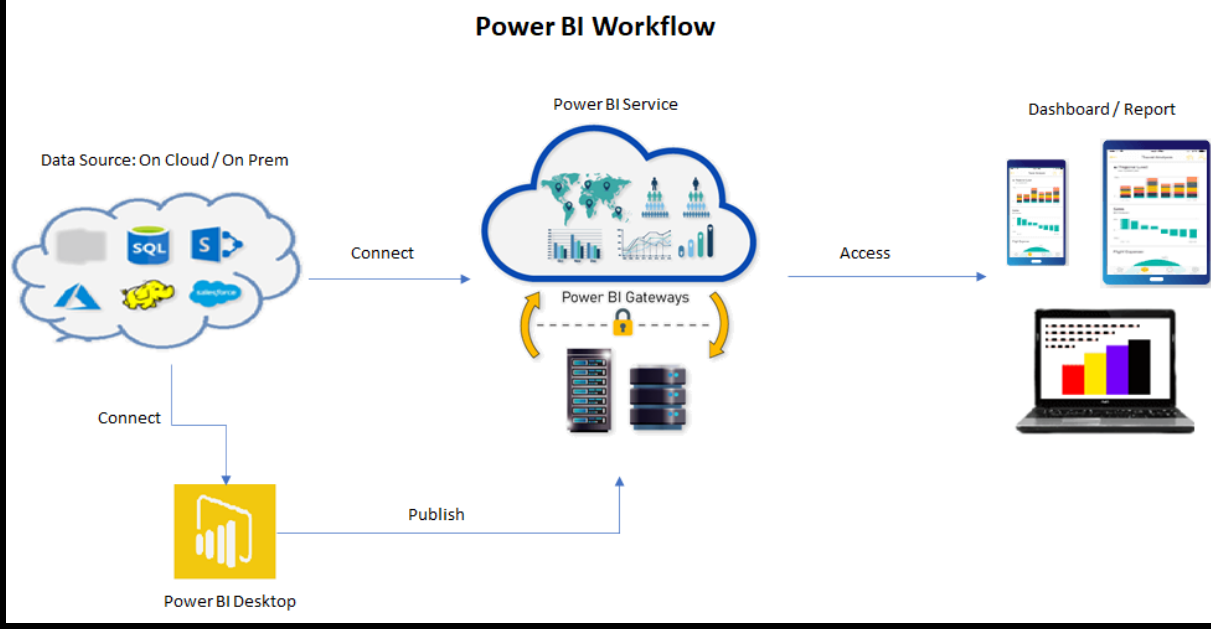 Power BI Workflow
Power BI Service
Dashboard / Report
Data Source: On Cloud / On Prem
SQL
S
salesforce
Connect
Access
Power BI Gateways
Connect
Publish
Power BI Desktop